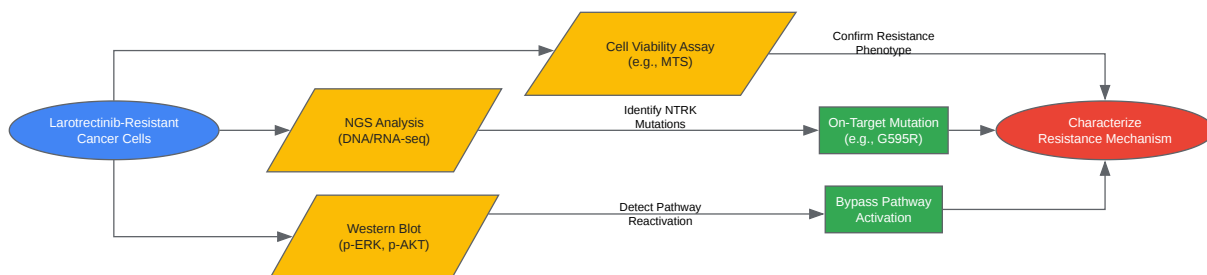 Cell Viability Assay
(e.g., MTS)
Confirm Resistance
Phenotype
Larotrectinib-Resistant
Cancer Cells
NGS Analysis
(DNA/RNA-seq)
Identify NTRK
Mutations
On-Target Mutation
(e.g., G595R)
Characterize
Resistance Mechanism
Western Blot
(p-ERK, p-AKT)
Detect Pathway
Reactivation
Bypass Pathway
Activation